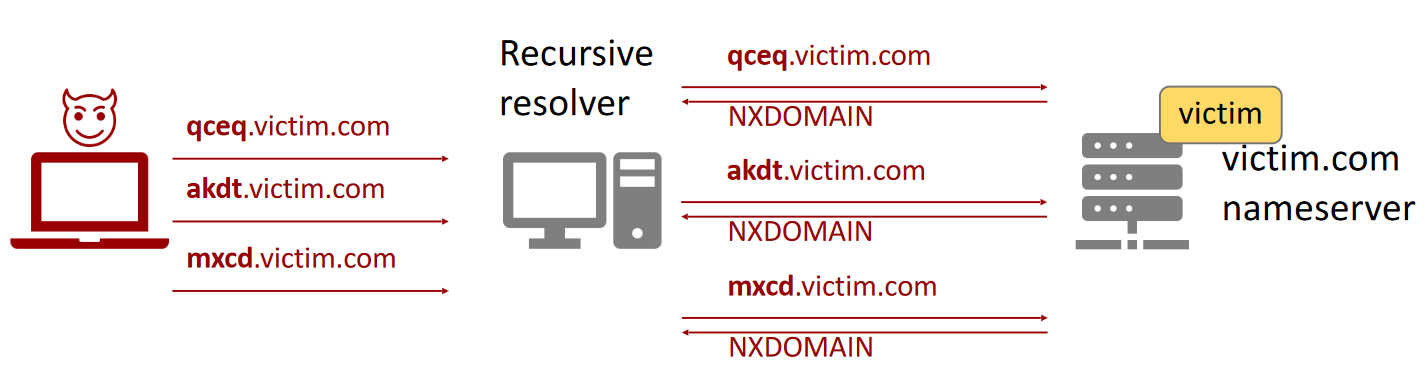 Recursive
resolver
qceq.victim.com
akdt.victim.com
mxcd.victim.com
qceq.victim.com
NXDOMAIN
akdt.victim.com
NXDOMAIN
mxcd.victim.com
NXDOMAIN
victim
victim.com
nameserver